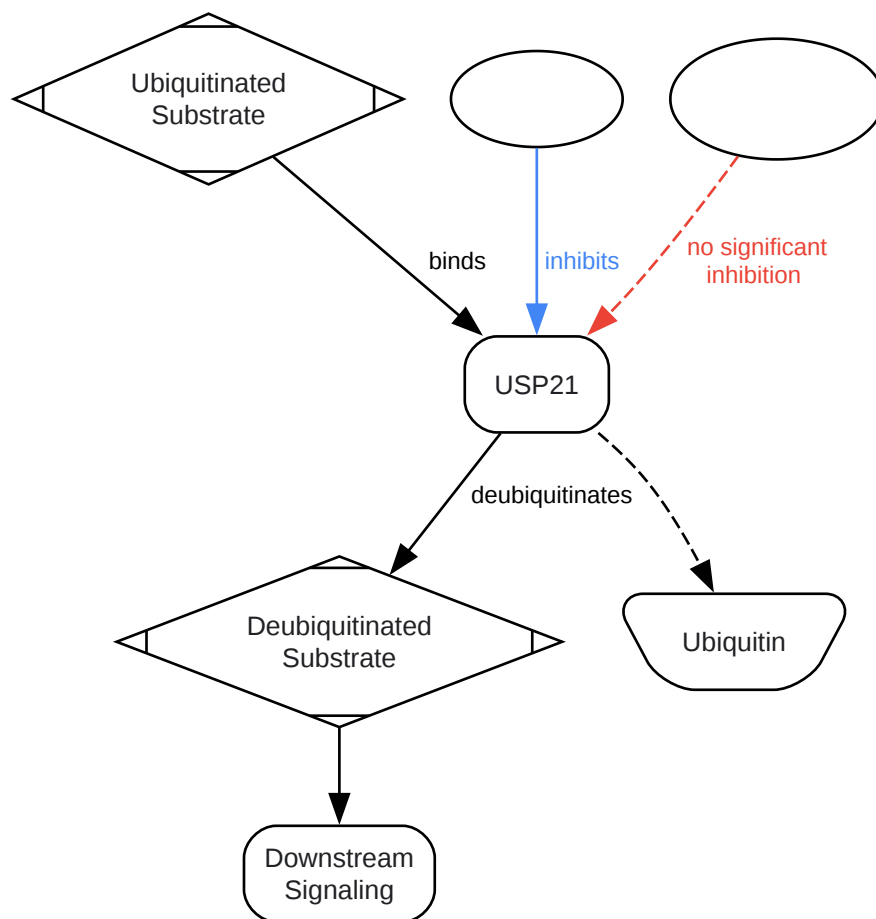 Ubiquitinated
Substrate
binds
inhibits
no significant
inhibition
USP21
deubiquitinates
Deubiquitinated
Substrate
Ubiquitin
Downstream
Signaling